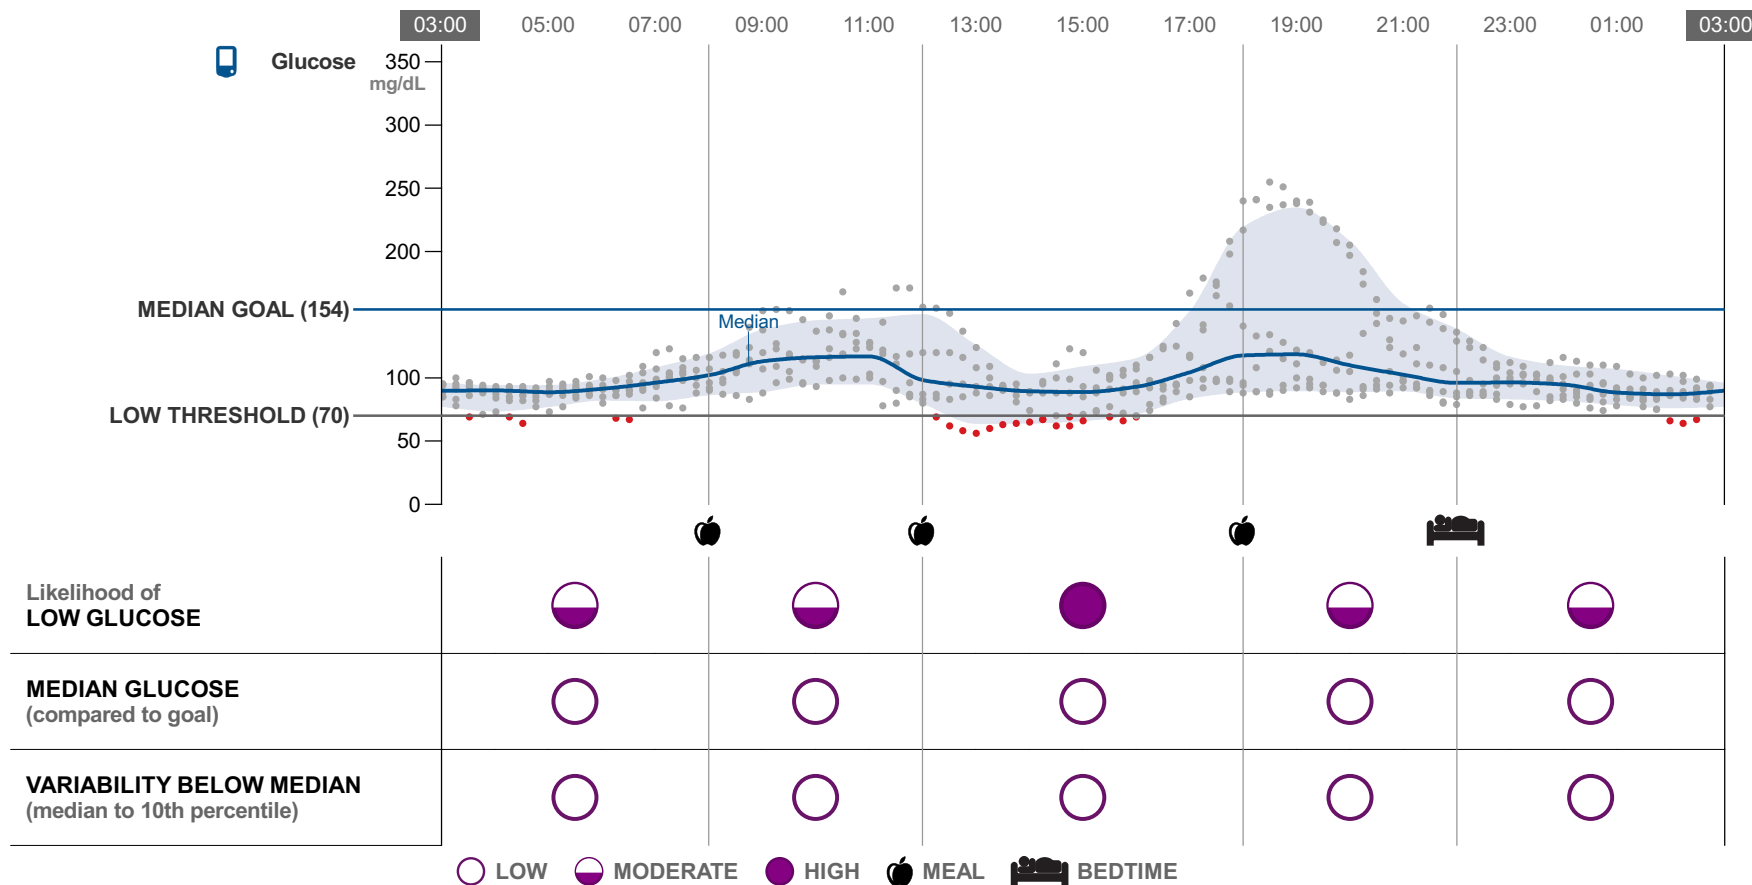 03:00 05:00 07:00 09:00 11:00 13:00 15:00 17:00 19:00 21:00 23:00 01:00 03:00
Glucose
350
mg/dL
300
250
200
MEDIAN GOAL (154)
Median
100
LOW THRESHOLD (70)
50
0
Likelihood of
LOW GLUCOSE
MEDIAN GLUCOSE
(compared to goal)
VARIABILITY BELOW MEDIAN
(median to 10th percentile)
LOW MODERATE HIGH MEAL BEDTIME